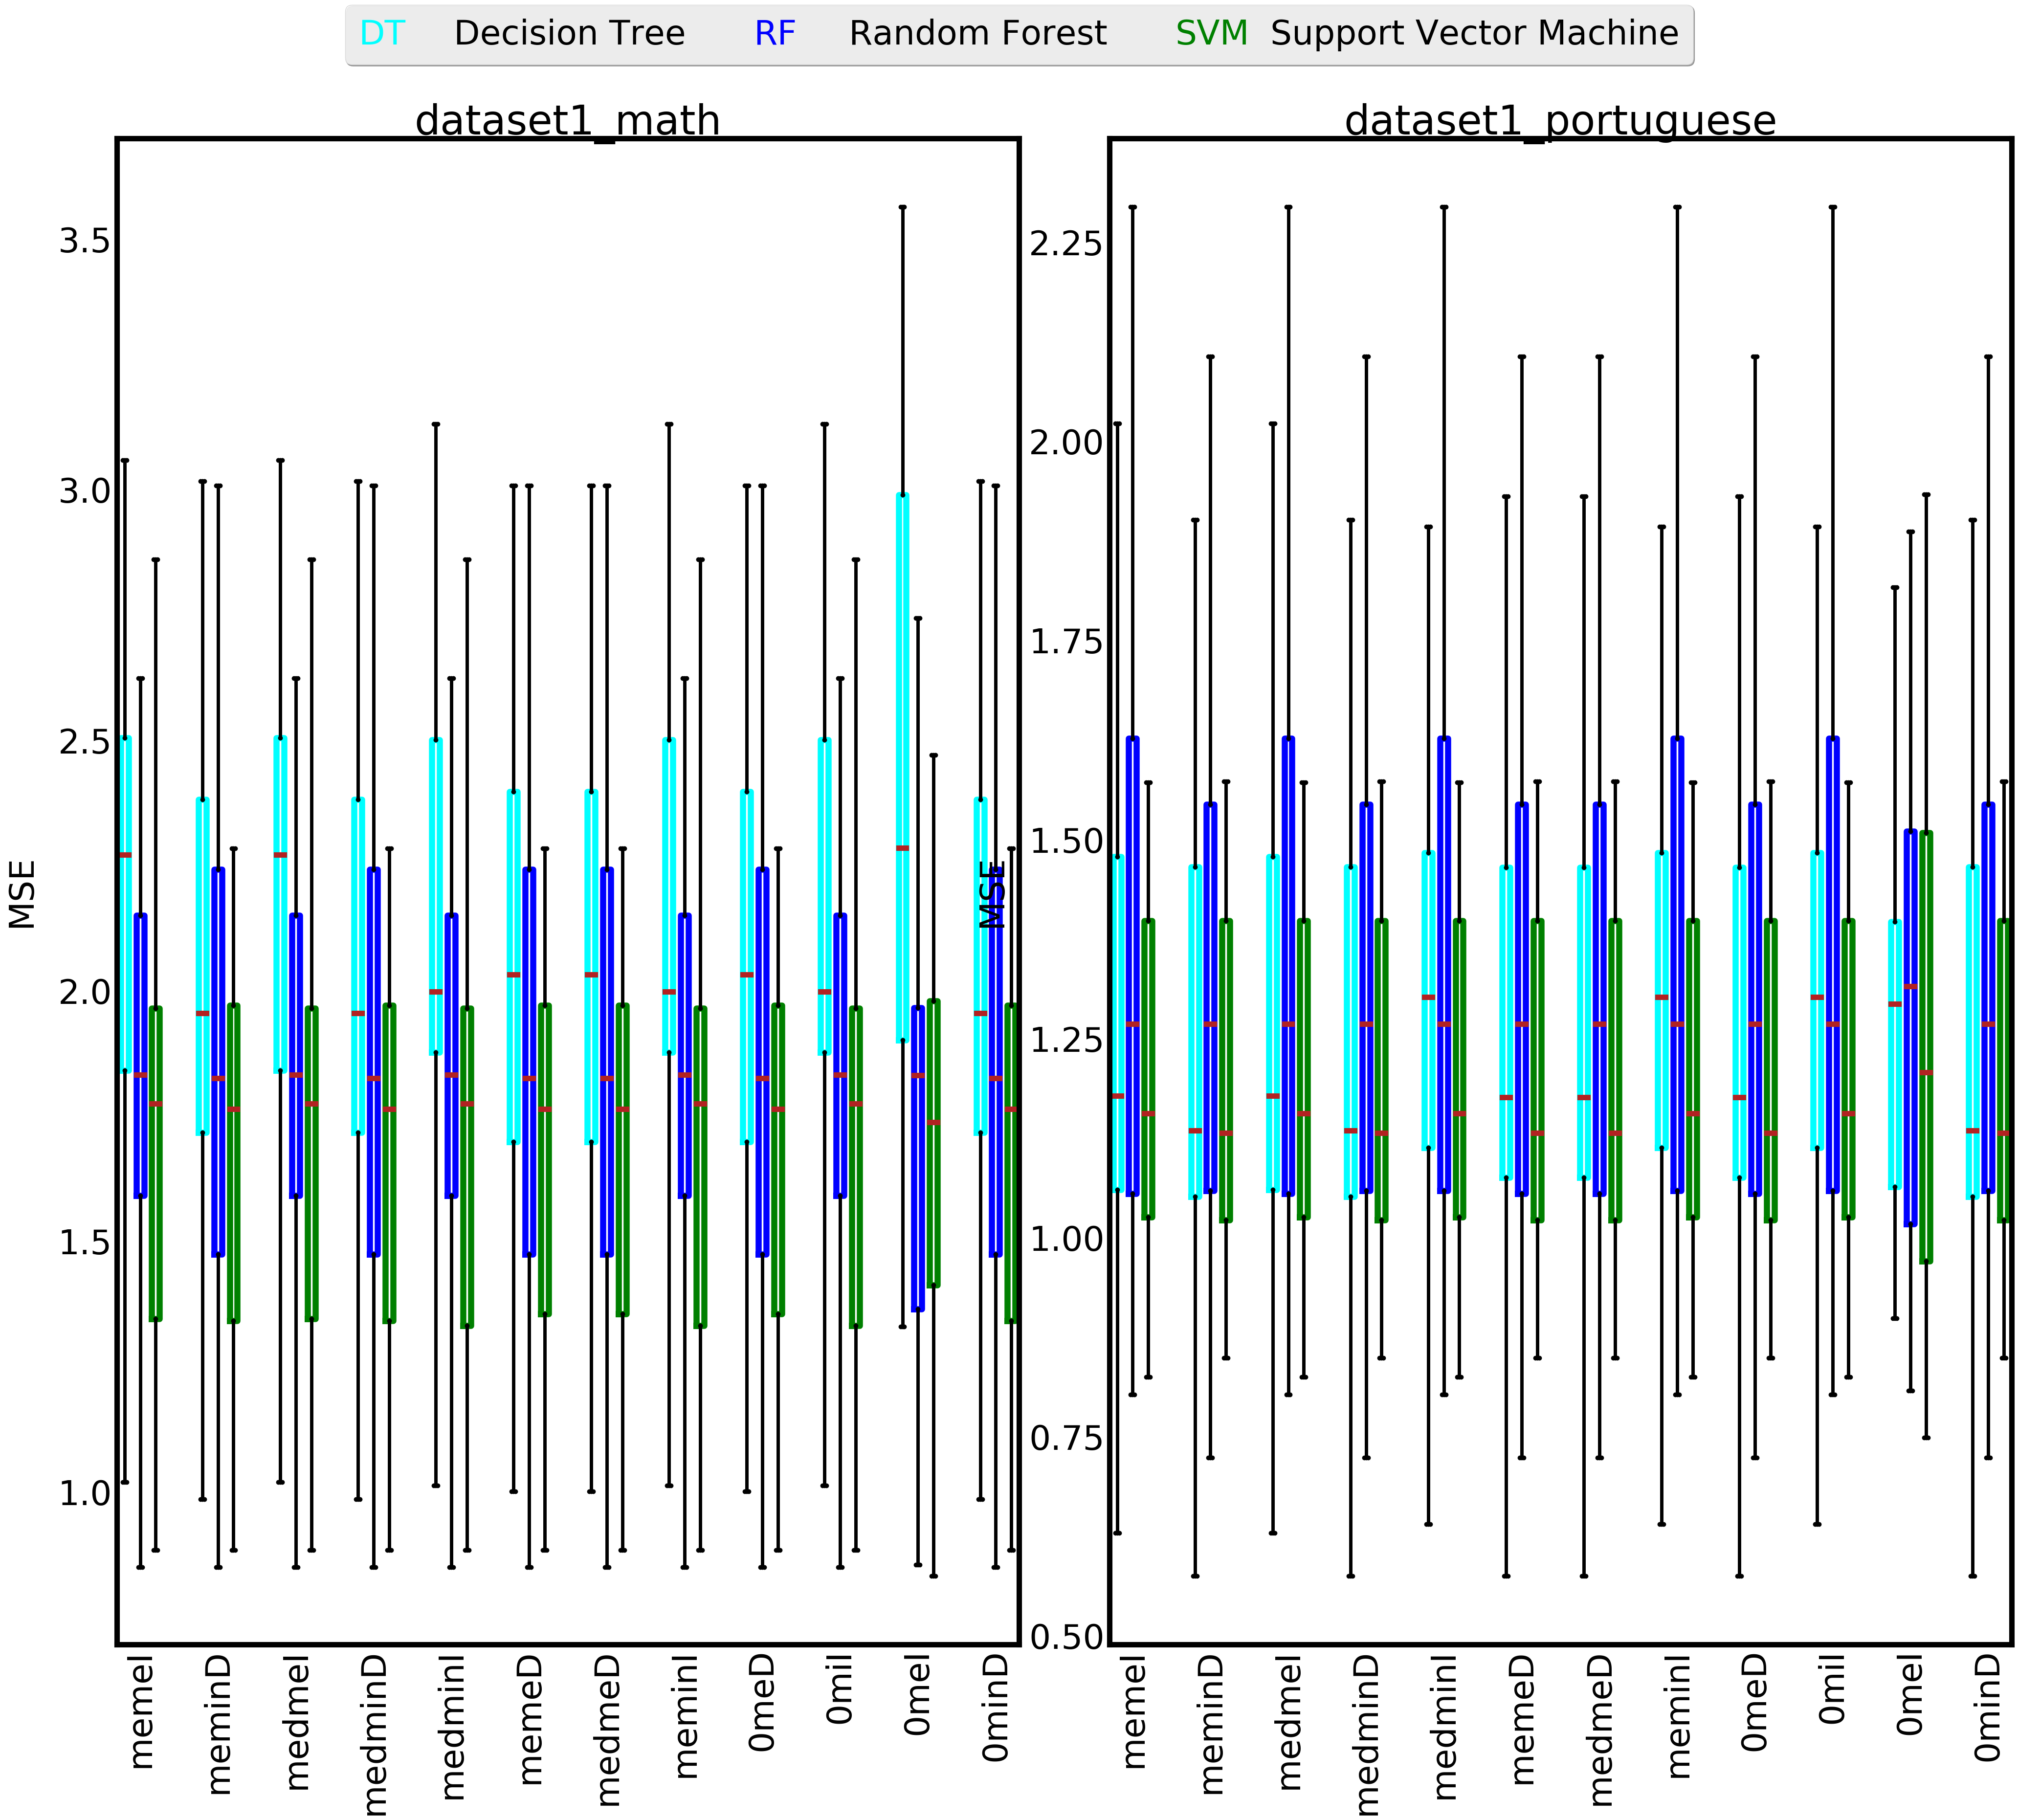 DT Decision Tree RF Random Forest SVM Support Vector Machine
dataset1_math
dataset1_portuguese
MSE
3.5
3.0
2.5
2.0
1.5
1.0
memeI
meminD
medmeI
medminD
medminI
memeD
medmeD
meminI
0meD
0miI
0meI
0minD
MSE
2.25
2.00
1.75
1.50
1.25
1.00
0.75
0.50
memeI
meminD
medmeI
medminD
medminI
memeD
medmeD
meminI
0meD
0miI
0meI
0minD